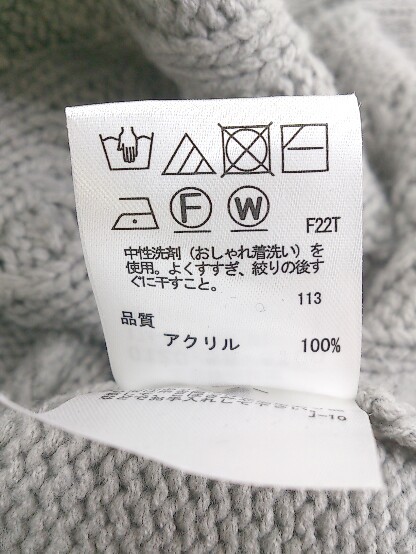 F W
F22T
中性洗剤（おしゃれ着洗い）を
使用。よくすすぎ、絞りの後す
ぐに干すこと。
113
品質
アクリル 100%
J-10